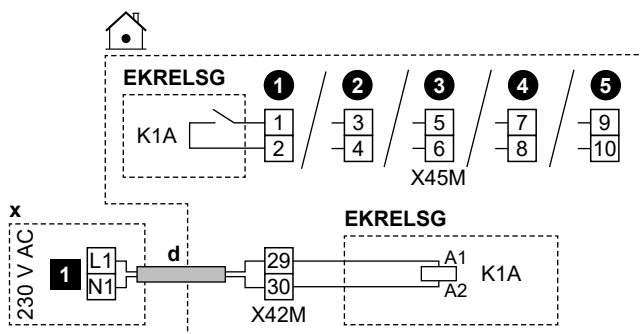 EKRELSG 1 2 3 4 5
K1A 1 3 5 7 9
2 4 6 8 10
X45M
x EKRELSG
230 V AC 1 L1 d 29 A1
N1 30 A2 K1A
X42M